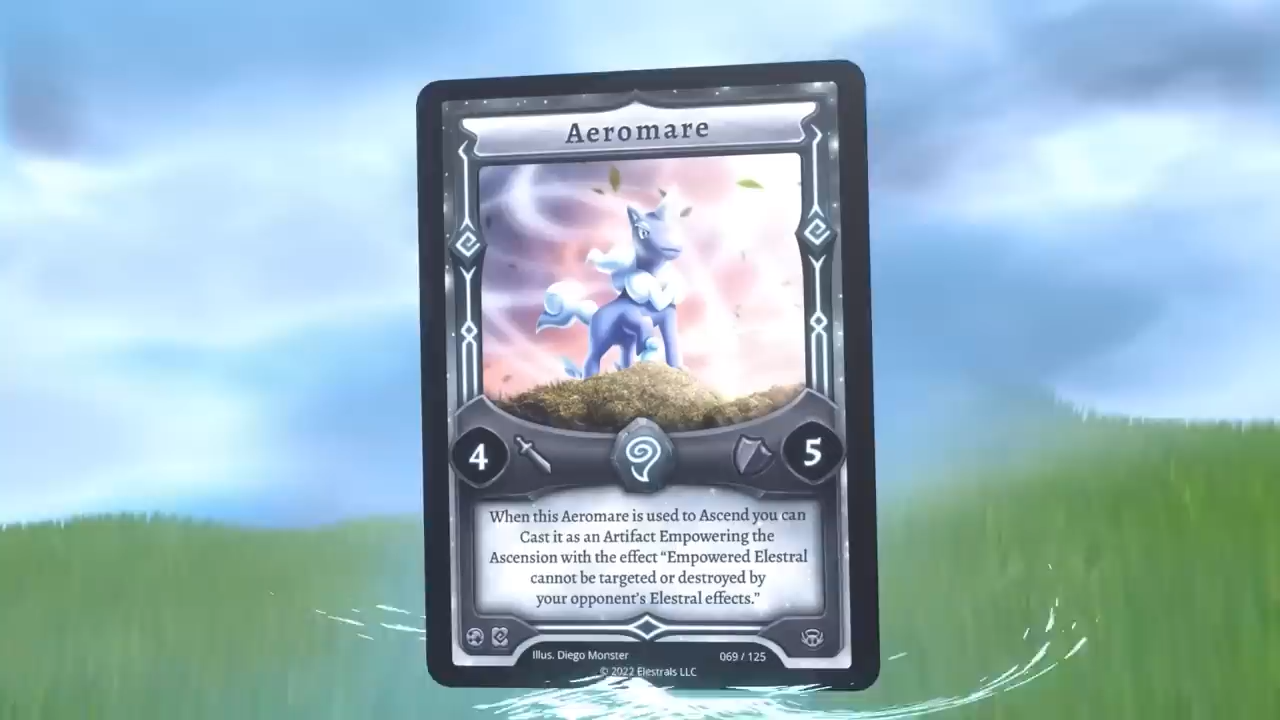 Aeromare
4
5
When this Aeromare is used to Ascend you can
Cast it as an Artifact Empowering the
Ascension with the effect “Empowered Elestral
cannot be targeted or destroyed by
your opponent’s Elestral effects.”
Illus. Diego Monster
069 / 125
© 2022 Elestrals LLC